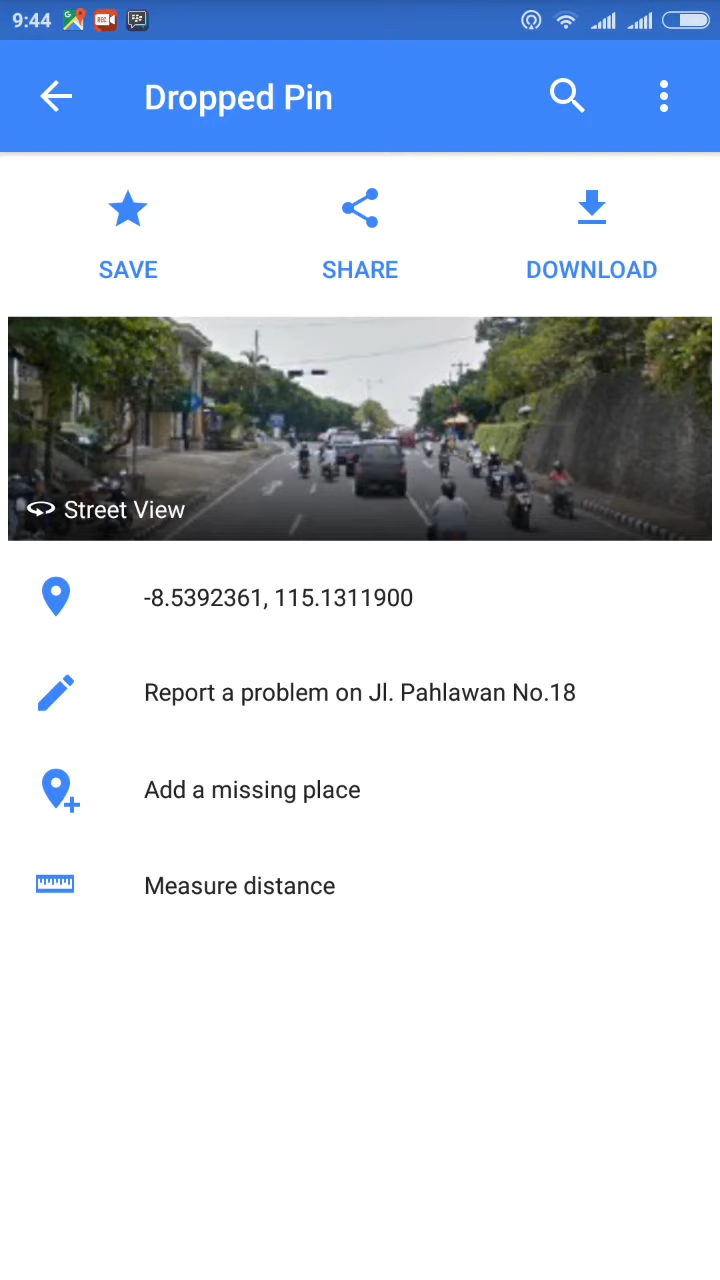 9:44
REC
Dropped Pin
SAVE
SHARE
DOWNLOAD
Street View
-8.5392361, 115.1311900
Report a problem on Jl. Pahlawan No.18
Add a missing place
Measure distance